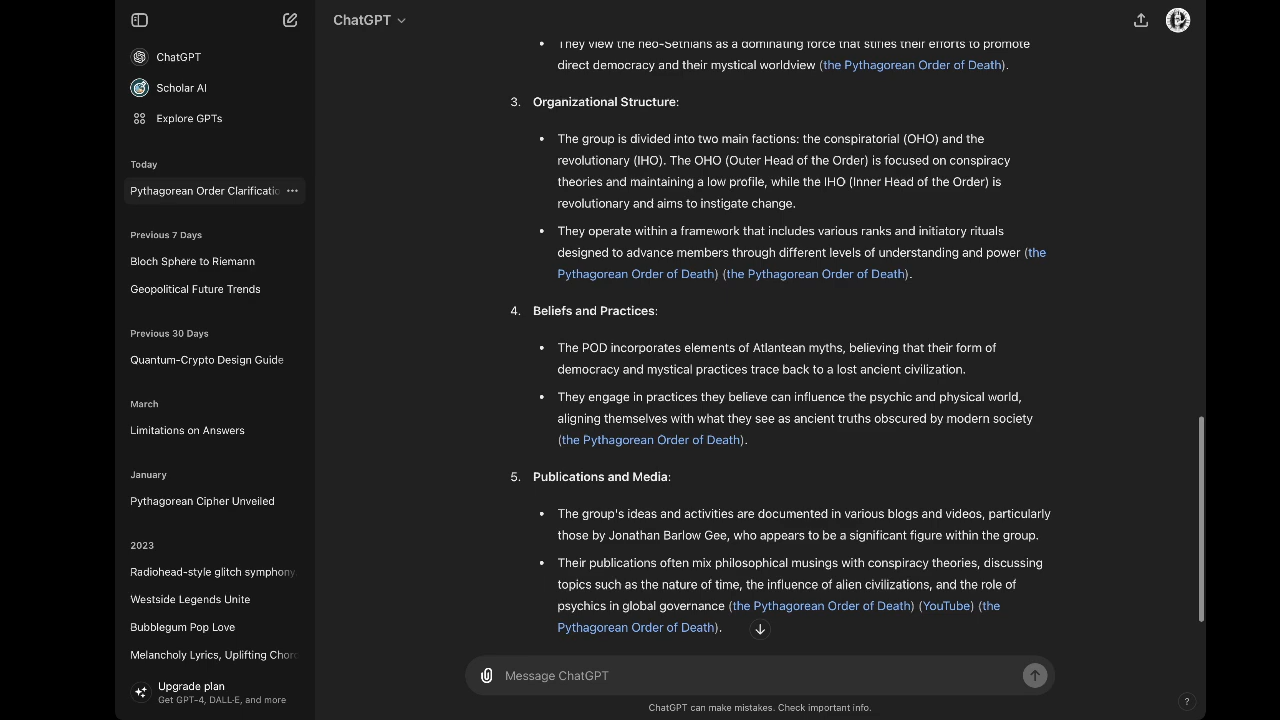 ChatGPT
Scholar AI
Explore GPTs
Today
Pythagorean Order Clarificatio
Previous 7 Days
Bloch Sphere to Riemann
Geopolitical Future Trends
Previous 30 Days
Quantum-Crypto Design Guide
March
Limitations on Answers
January
Pythagorean Cipher Unveiled
2023
Radiohead-style glitch symphony.
Westside Legends Unite
Bubblegum Pop Love
Melancholy Lyrics, Uplifting Chord
Upgrade plan
Get GPT-4, DALL·E, and more
ChatGPT
• They view the neo-Sethians as a dominating force that stifles their efforts to promote
direct democracy and their mystical worldview (the Pythagorean Order of Death).
3. Organizational Structure:
• The group is divided into two main factions: the conspiratorial (OHO) and the
revolutionary (IHO). The OHO (Outer Head of the Order) is focused on conspiracy
theories and maintaining a low profile, while the IHO (Inner Head of the Order) is
revolutionary and aims to instigate change.
• They operate within a framework that includes various ranks and initiatory rituals
designed to advance members through different levels of understanding and power (the
Pythagorean Order of Death) (the Pythagorean Order of Death).
4. Beliefs and Practices:
• The POD incorporates elements of Atlantean myths, believing that their form of
democracy and mystical practices trace back to a lost ancient civilization.
• They engage in practices they believe can influence the psychic and physical world,
aligning themselves with what they see as ancient truths obscured by modern society
(the Pythagorean Order of Death).
5. Publications and Media:
• The group's ideas and activities are documented in various blogs and videos, particularly
those by Jonathan Barlow Gee, who appears to be a significant figure within the group.
• Their publications often mix philosophical musings with conspiracy theories, discussing
topics such as the nature of time, the influence of alien civilizations, and the role of
psychics in global governance (the Pythagorean Order of Death) (YouTube) (the
Pythagorean Order of Death).
Message ChatGPT
ChatGPT can make mistakes. Check important info.
?